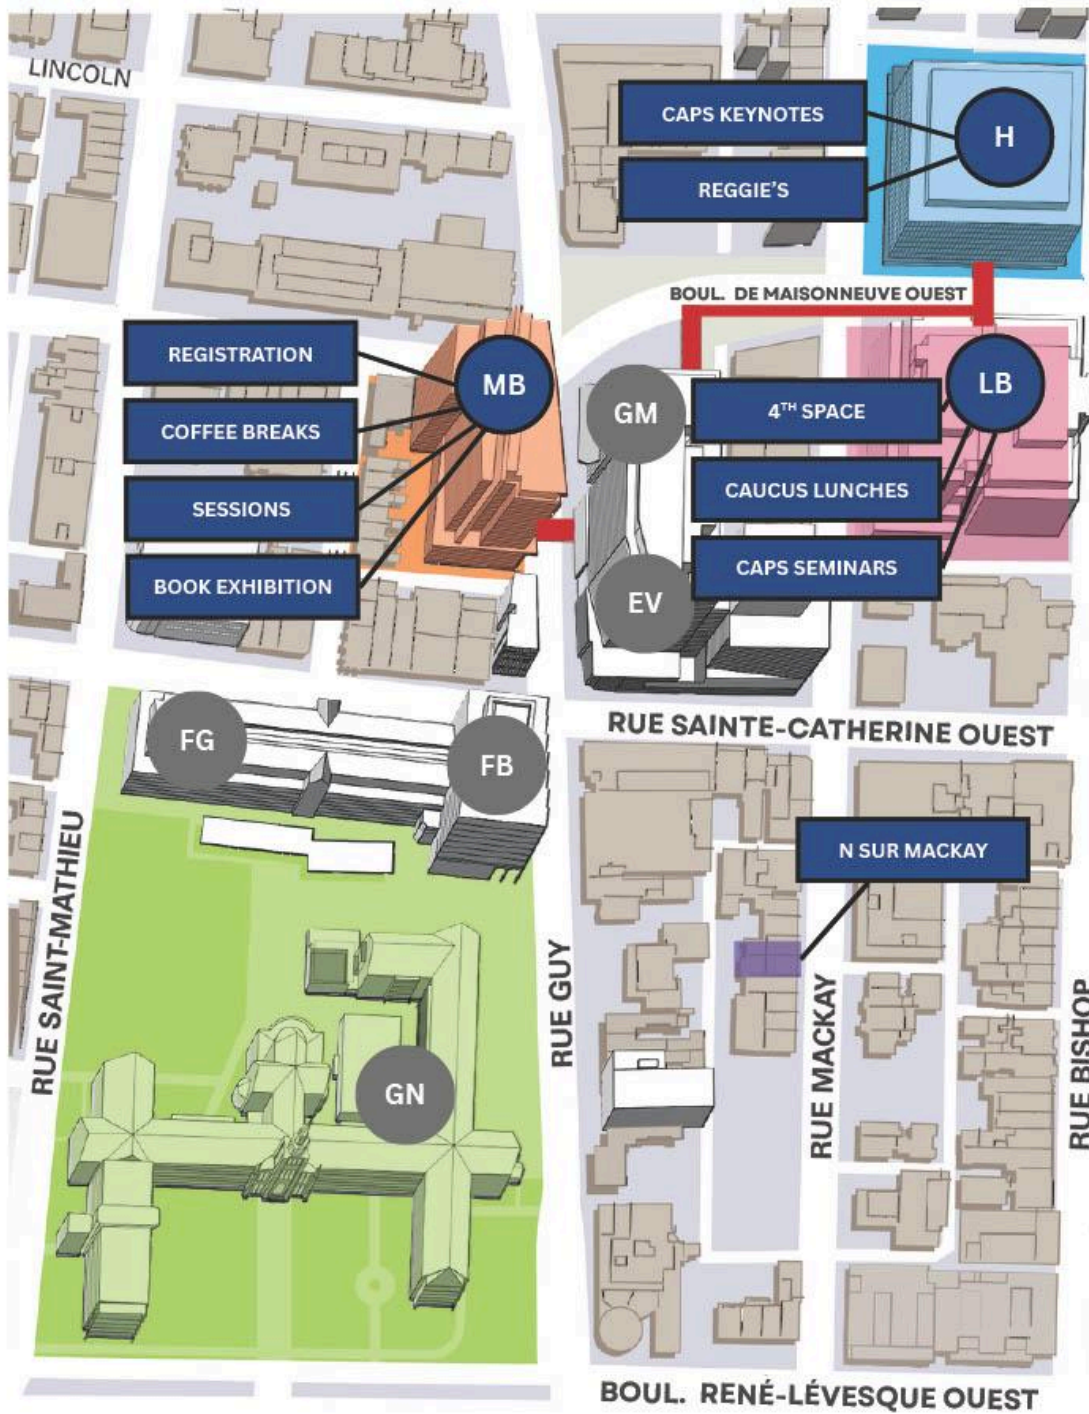 LINCOLN
CAPS KEYNOTES
H
REGGIE'S
BOUL. DE MAISONNEUVE OUEST
REGISTRATION
MB
COFFEE BREAKS
SESSIONS
BOOK EXHIBITION
GM
4TH SPACE
LB
CAUCUS LUNCHES
CAPS SEMINARS
EV
RUE SAINTE-CATHERINE OUEST
FG
FB
N SUR MACKAY
RUE SAINT-MATHIEU
RUE GUY
RUE MACKAY
RUE BISHOP
GN
BOUL. RENÉ-LÉVESQUE OUEST